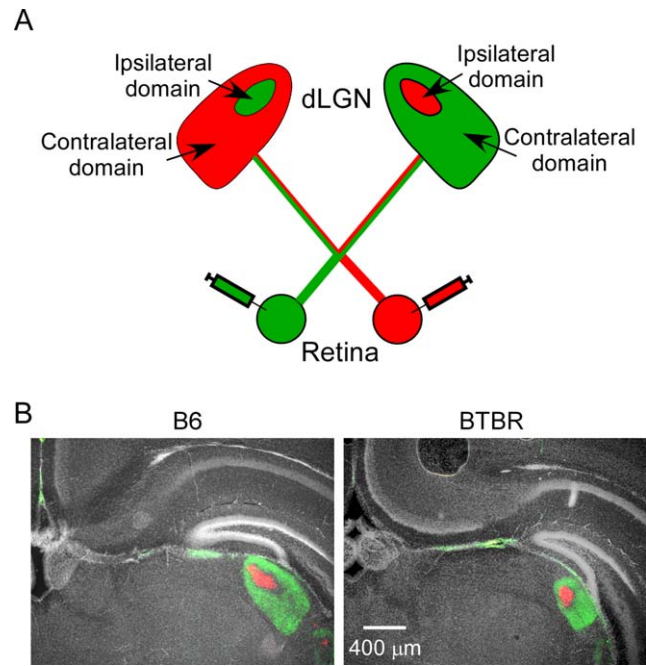 A
Ipsilateral
domain
dLGN
Ipsilateral
domain
Contralateral
domain
Contralateral
domain
Retina
B
B6
BTBR
400 μm